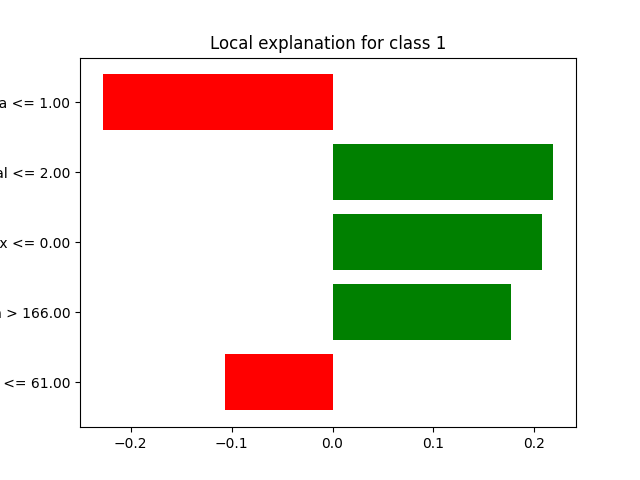 Local explanation for class 1
a <= 1.00
al <= 2.00
x <= 0.00
> 166.00
<= 61.00
−0.2 −0.1 0.0 0.1 0.2